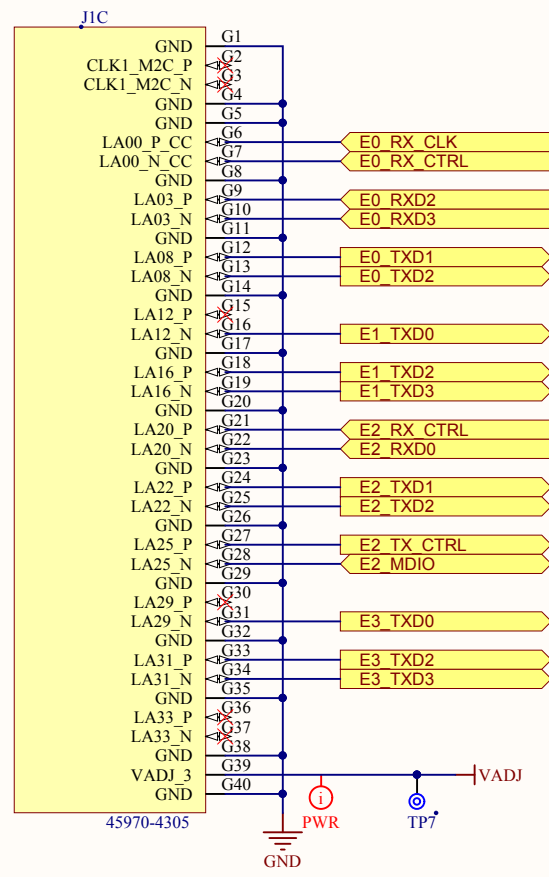 J1C
GND G1
CLK1_M2C_P G2
CLK1_M2C_N G3
GND G4
GND G5
LA00_P_CC G6 E0_RX_CLK
LA00_N_CC G7 E0_RX_CTRL
GND G8
LA03_P G9 E0_RXD2
LA03_N G10 E0_RXD3
GND G11
LA08_P G12 E0_TXD1
LA08_N G13 E0_TXD2
GND G14
LA12_P G15
LA12_N G16 E1_TXD0
GND G17
LA16_P G18 E1_TXD2
LA16_N G19 E1_TXD3
GND G20
LA20_P G21 E2_RX_CTRL
LA20_N G22 E2_RXD0
GND G23
LA22_P G24 E2_TXD1
LA22_N G25 E2_TXD2
GND G26
LA25_P G27 E2_TX_CTRL
LA25_N G28 E2_MDIO
GND G29
LA29_P G30
LA29_N G31 E3_TXD0
GND G32
LA31_P G33 E3_TXD2
LA31_N G34 E3_TXD3
GND G35
LA33_P G36
LA33_N G37
GND G38
VADJ_3 G39 VADJ
GND G40 i
45970-4305 PWR TP7
GND